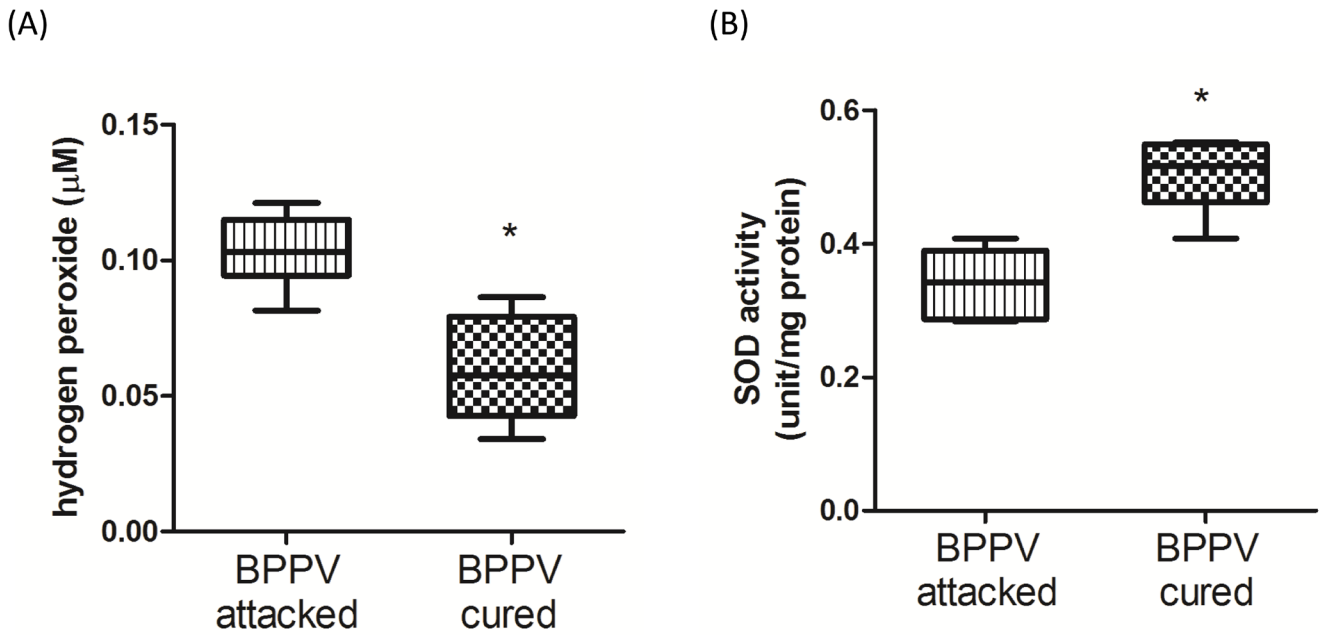 (A)
hydrogen peroxide (μM)
0.15
0.10
0.05
0.00
*
BPPV
attacked
BPPV
cured
(B)
SOD activity
(unit/mg protein)
0.6
0.4
0.2
0.0
*
BPPV
attacked
BPPV
cured